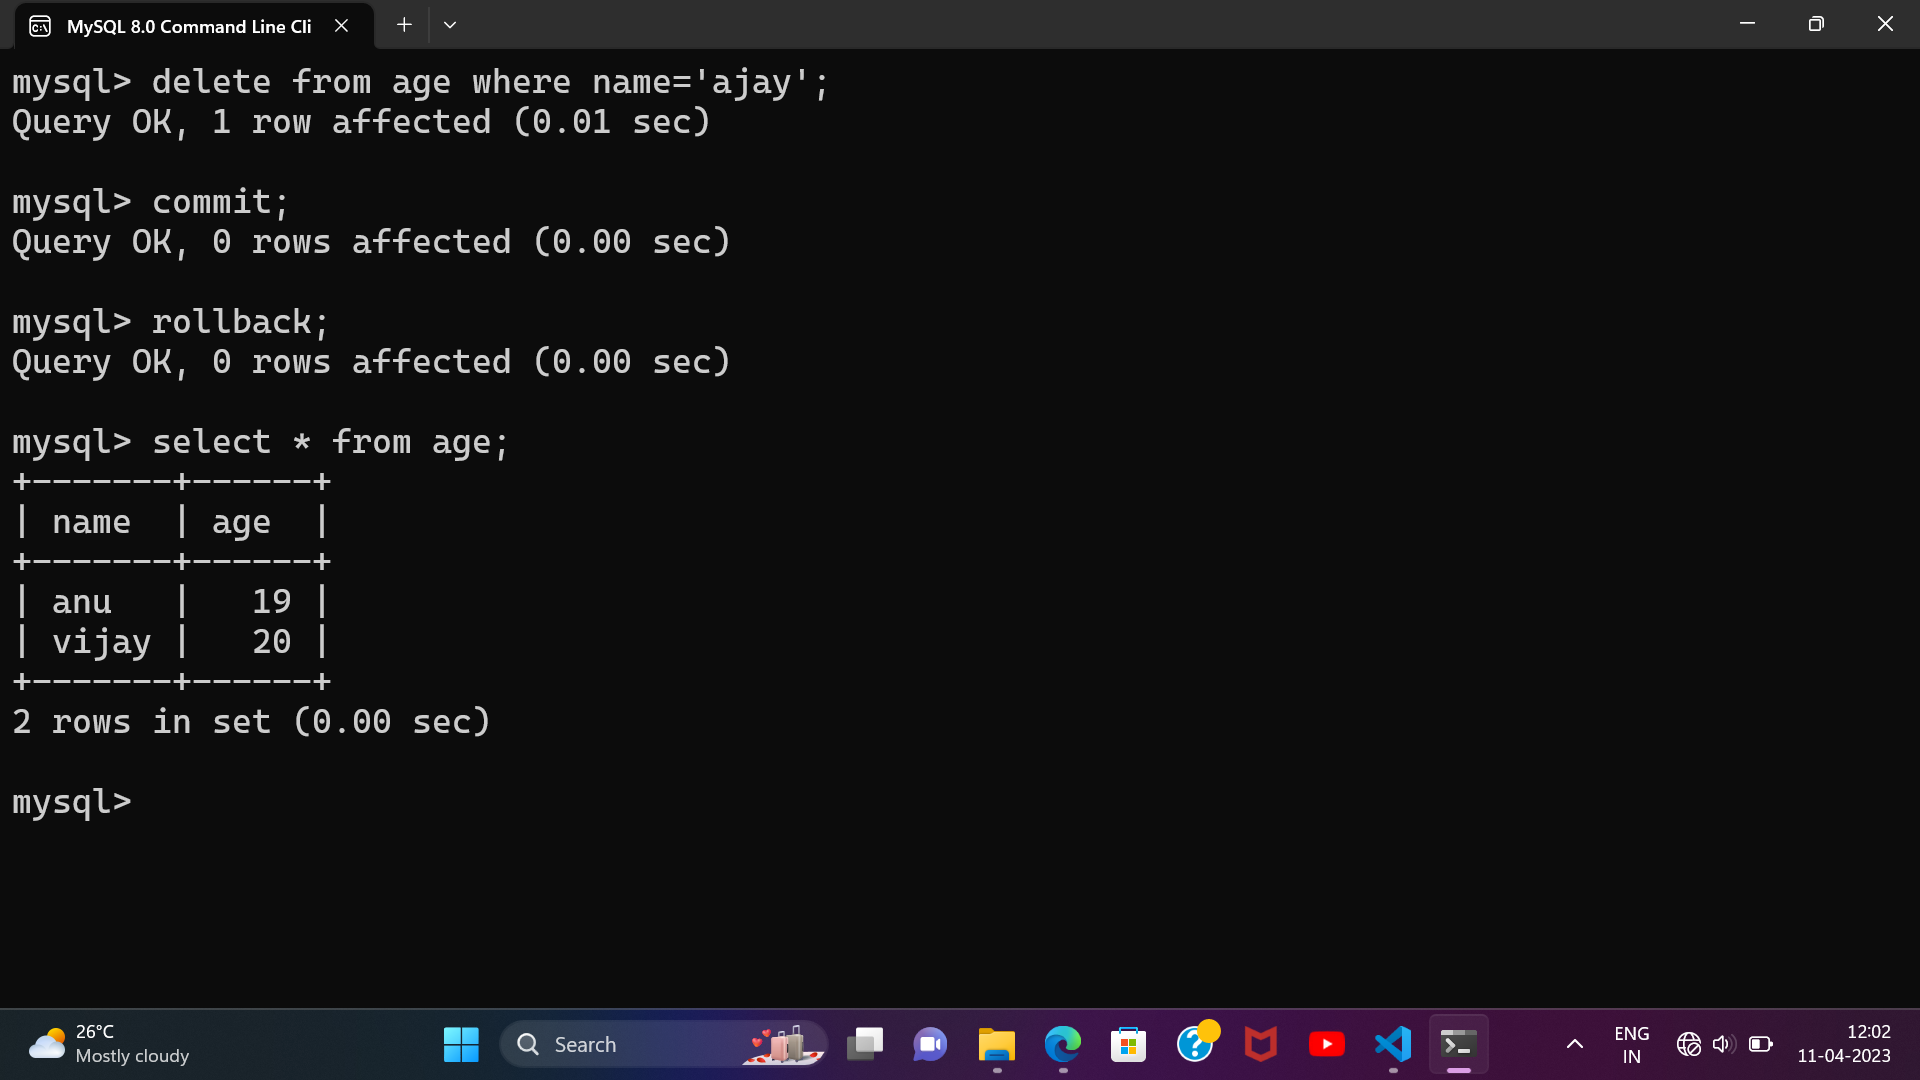 MySQL 8.0 Command Line Cli
mysql> delete from age where name='ajay';
Query OK, 1 row affected (0.01 sec)
mysql> commit;
Query OK, 0 rows affected (0.00 sec)
mysql> rollback;
Query OK, 0 rows affected (0.00 sec)
mysql> select * from age;
+-------+------+
| name  | age  |
+-------+------+
| anu   |   19 |
| vijay |   20 |
+-------+------+
2 rows in set (0.00 sec)
mysql>
26°C
Mostly cloudy
Search
ENG
IN
12:02
11-04-2023